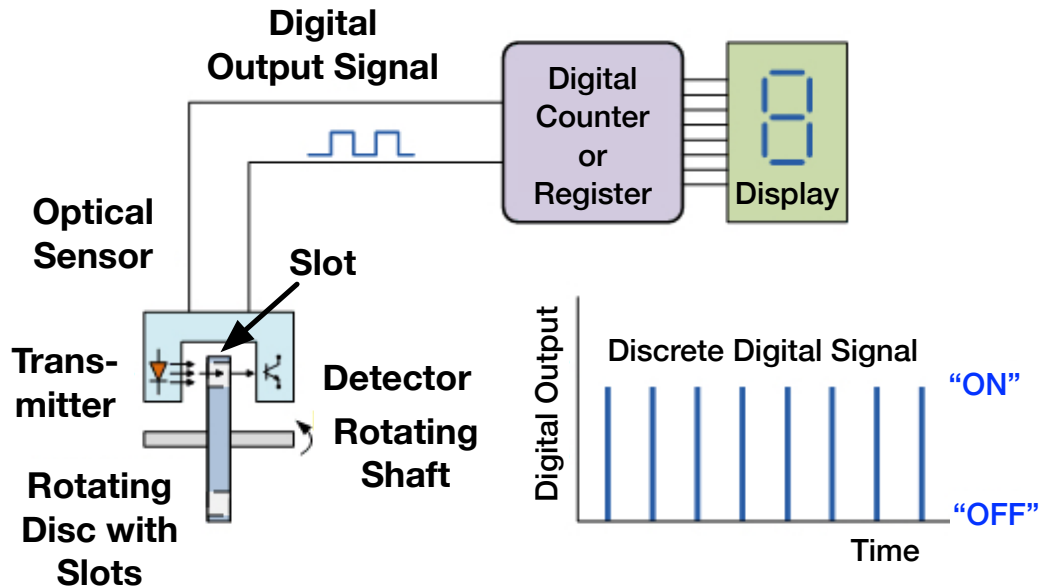 Digital
Output Signal
Digital
Counter
or
Register
Display
Optical
Sensor
Slot
Trans-
mitter
Detector
Rotating
Shaft
Rotating
Disc with
Slots
Digital Output
Discrete Digital Signal
“ON”
“OFF”
Time